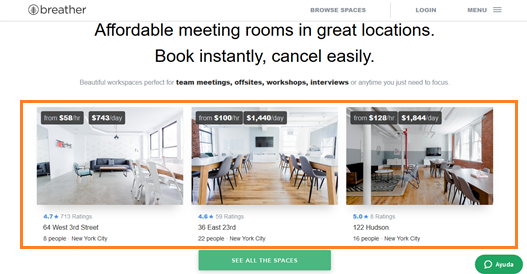 breather
BROWSE SPACES
LOGIN
MENU
Affordable meeting rooms in great locations.
Book instantly, cancel easily.
Beautiful workspaces perfect for team meetings, offsites, workshops, interviews or anytime you just need to focus.
from $58/hr $743/day
from $100/hr $1,440/day
from $128/hr $1,844/day
4.7 ★ 713 Ratings
4.6 ★ 59 Ratings
5.0 ★ 8 Ratings
64 West 3rd Street
36 East 23rd
122 Hudson
8 people · New York City
22 people · New York City
16 people · New York City
SEE ALL THE SPACES
Ayuda